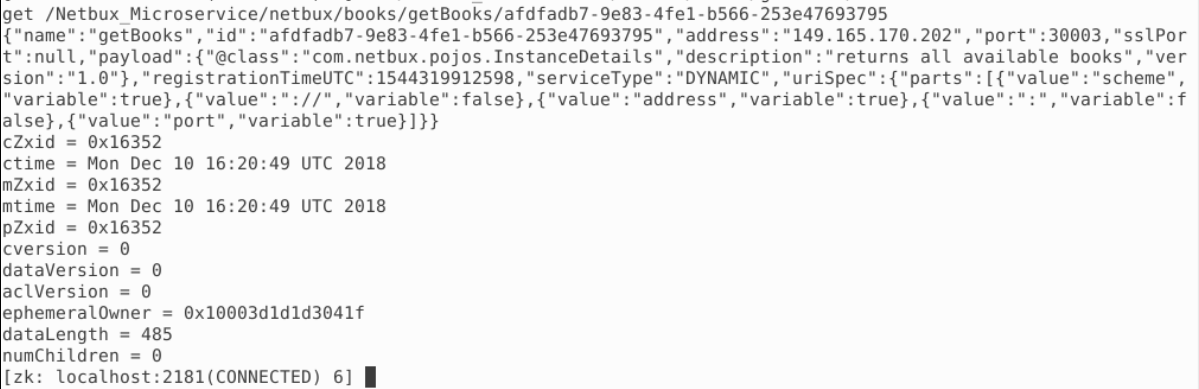 get /Netbux_Microservice/netbux/books/getBooks/afdfadb7-9e83-4fe1-b566-253e47693795
{"name":"getBooks","id":"afdfadb7-9e83-4fe1-b566-253e47693795","address":"149.165.170.202","port":30003,"sslPor
t":null,"payload":{"@class":"com.netbux.pojos.InstanceDetails","description":"returns all available books","ver
sion":"1.0"},"registrationTimeUTC":1544319912598,"serviceType":"DYNAMIC","uriSpec":{"parts":[{"value":"scheme",
"variable":true},{"value":"://","variable":false},{"value":"address","variable":true},{"value":":","variable":f
alse},{"value":"port","variable":true}]}}
cZxid = 0x16352
ctime = Mon Dec 10 16:20:49 UTC 2018
mZxid = 0x16352
mtime = Mon Dec 10 16:20:49 UTC 2018
pZxid = 0x16352
cversion = 0
dataVersion = 0
aclVersion = 0
ephemeralOwner = 0x10003d1d1d3041f
dataLength = 485
numChildren = 0
[zk: localhost:2181(CONNECTED) 6]